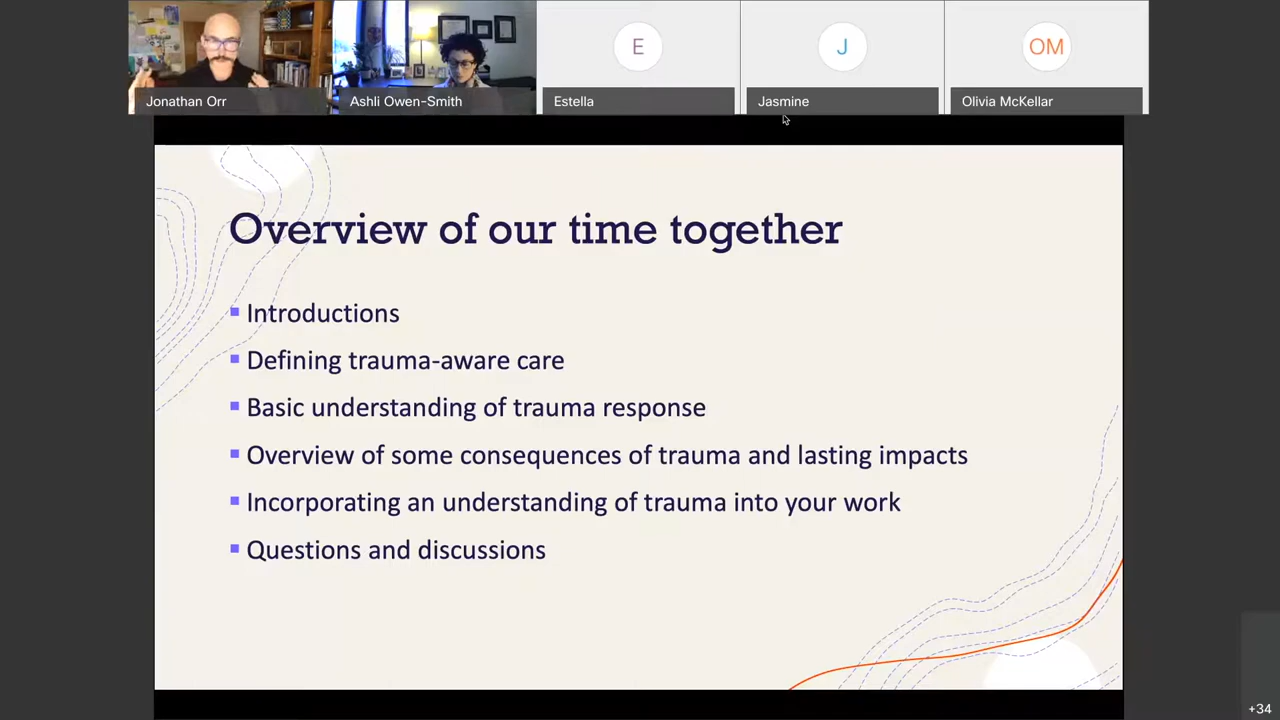 E
J
OM
Jonathan Orr
Ashli Owen-Smith
Estella
Jasmine
Olivia McKellar
Overview of our time together
Introductions
Defining trauma-aware care
Basic understanding of trauma response
Overview of some consequences of trauma and lasting impacts
Incorporating an understanding of trauma into your work
Questions and discussions
+34